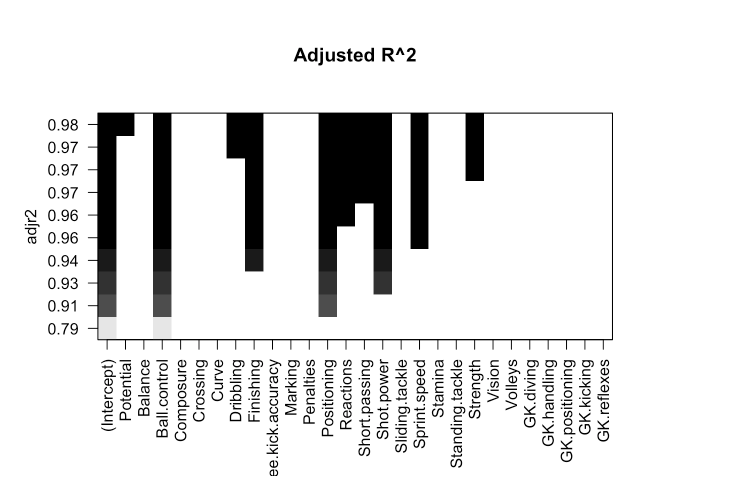 Adjusted R^2
adjr2
0.98
0.97
0.97
0.97
0.96
0.96
0.94
0.93
0.91
0.79
(Intercept)
Potential
Balance
Ball.control
Composure
Crossing
Curve
Dribbling
Finishing
ee.kick.accuracy
Marking
Penalties
Positioning
Reactions
Short.passing
Shot.power
Sliding.tackle
Sprint.speed
Stamina
Standing.tackle
Strength
Vision
Volleys
GK.diving
GK.handling
GK.positioning
GK.kicking
GK.reflexes